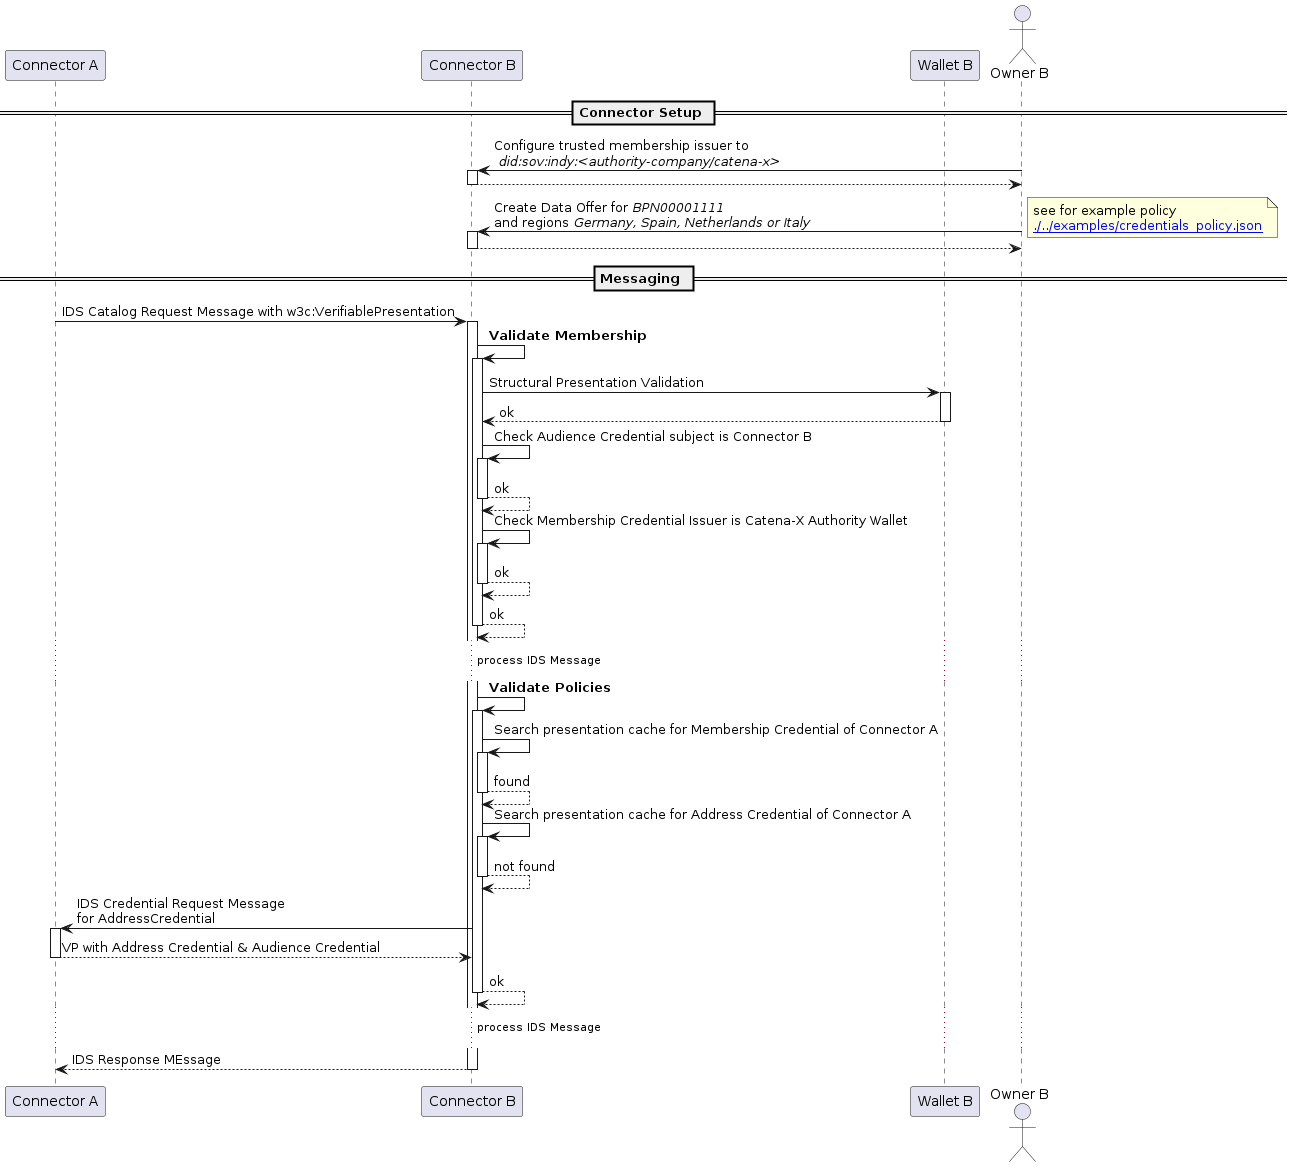 Connector A
Connector B
Wallet B
Owner B
Connector Setup
Configure trusted membership issuer to
did:sov:indy:<authority-company/catena-x>
Create Data Offer for BPN00001111
and regions Germany, Spain, Netherlands or Italy
see for example policy
./../examples/credentials_policy.json
Messaging
IDS Catalog Request Message with w3c:VerifiablePresentation
Validate Membership
Structural Presentation Validation
ok
Check Audience Credential subject is Connector B
ok
Check Membership Credential Issuer is Catena-X Authority Wallet
ok
ok
process IDS Message
Validate Policies
Search presentation cache for Membership Credential of Connector A
found
Search presentation cache for Address Credential of Connector A
not found
IDS Credential Request Message
for AddressCredential
VP with Address Credential & Audience Credential
ok
process IDS Message
IDS Response MEssage
Connector A
Connector B
Wallet B
Owner B